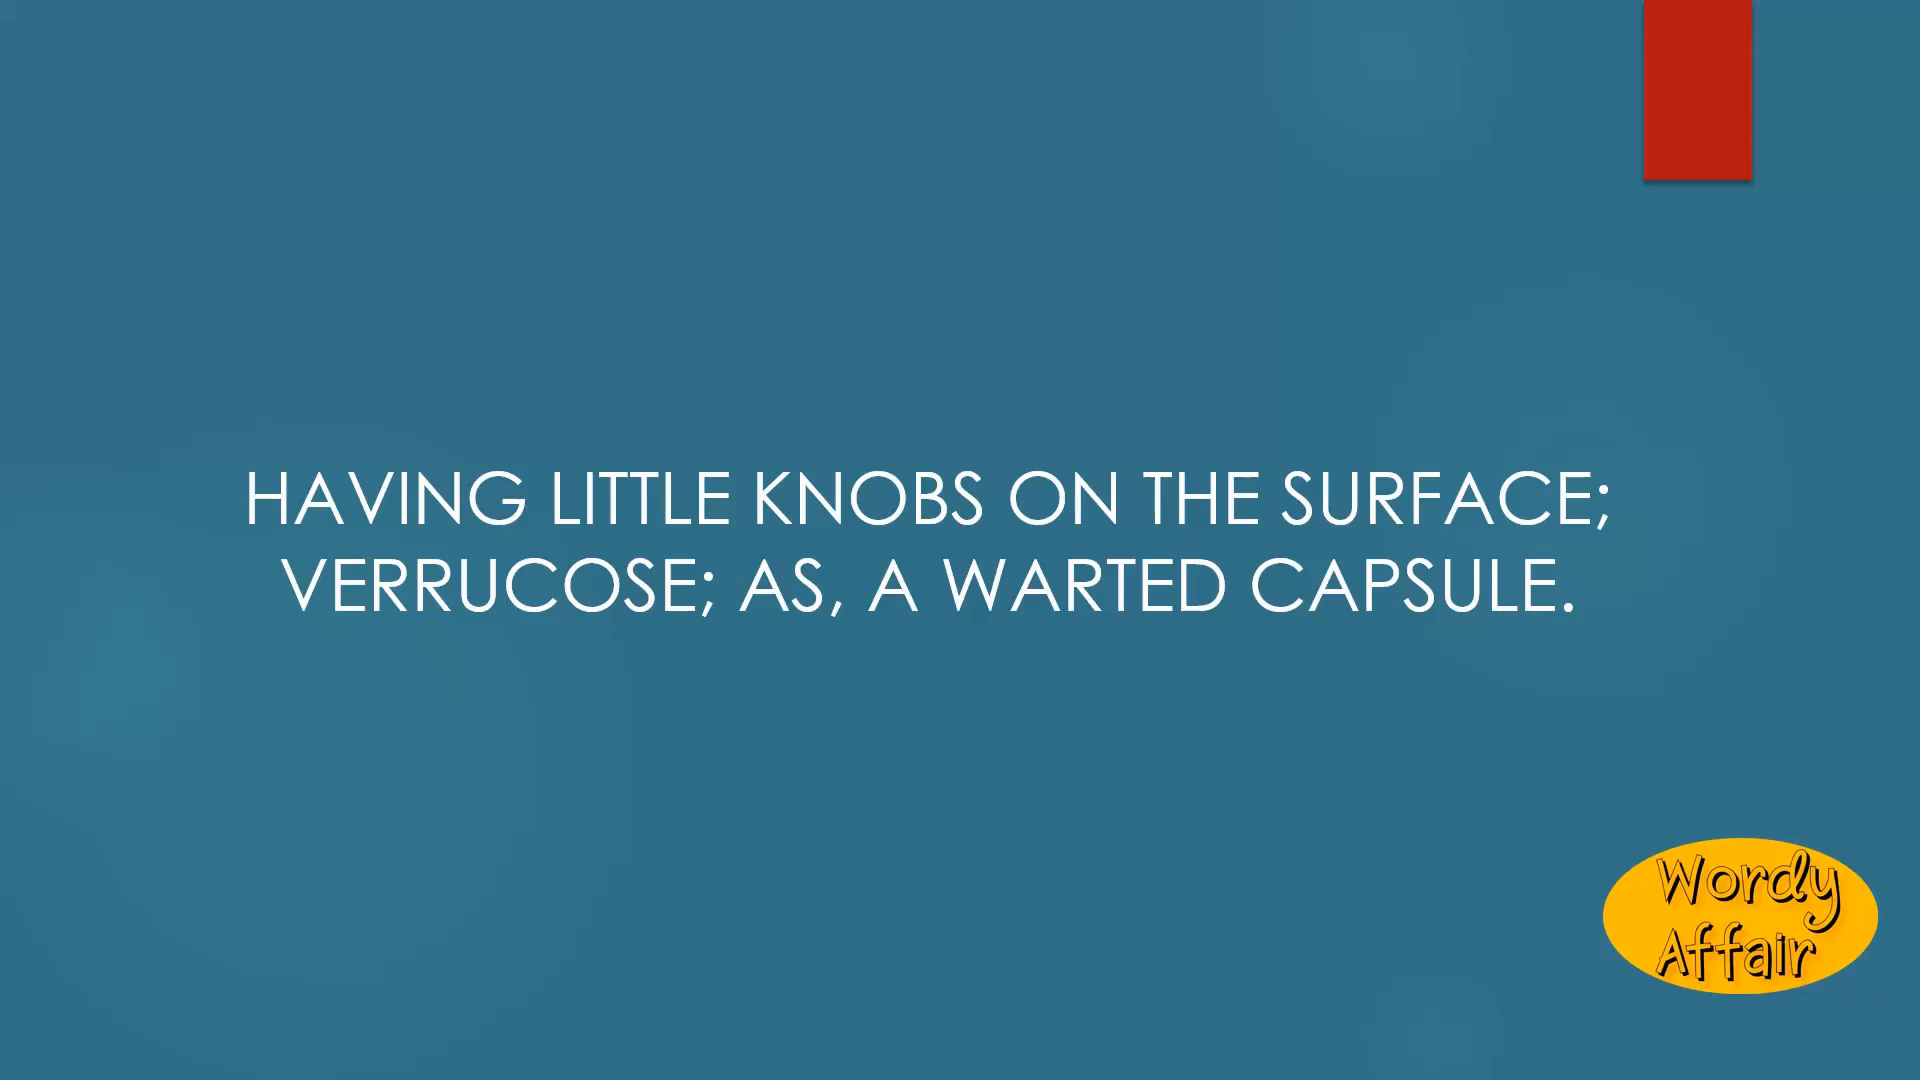 HAVING LITTLE KNOBS ON THE SURFACE;
VERRUCOSE; AS, A WARTED CAPSULE.
Wordy
Affair